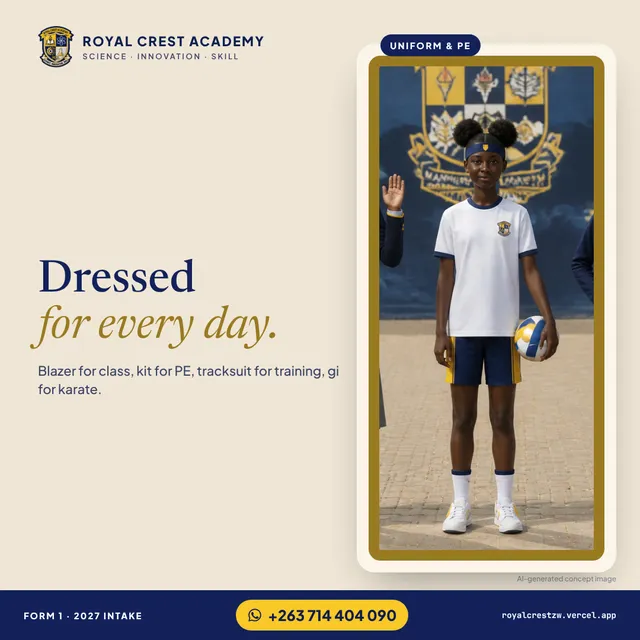 ROYAL CREST ACADEMY
SCIENCE · INNOVATION · SKILL
UNIFORM & PE
Dressed
for every day.
Blazer for class, kit for PE, tracksuit for training, gi
for karate.
AI-generated concept image
FORM 1 · 2027 INTAKE
+263 714 404 090
royalcrestzw.vercel.app